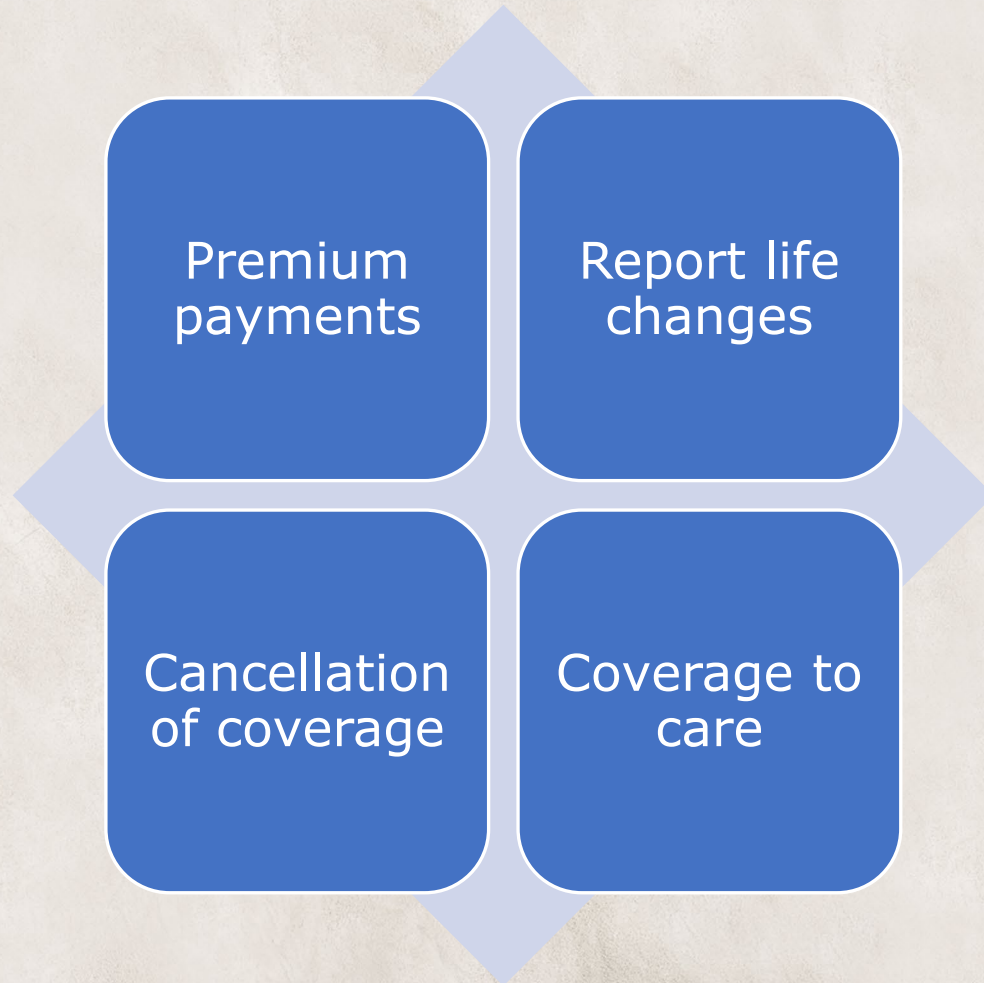 Premium
payments
Report life
changes
Cancellation
of coverage
Coverage to
care